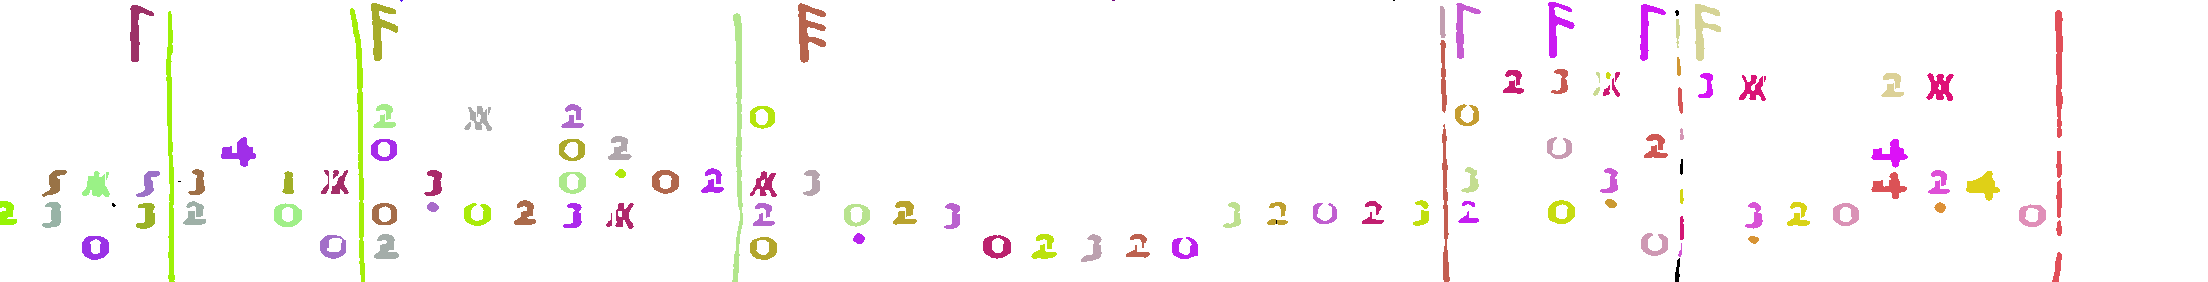 2 3 X 3 X 2 X
2 X 2 0 0
4 0 0 2 0 2 4
5 X 5 3 1 X 3 0 0 2 X 3 3 3 4 2 4
2 3 3 2 0 0 0 2 3 X 2 0 2 3 3 2 0 2 3 2 0 3 2 0 0
0 0 2 0 0 2 3 2 0 0